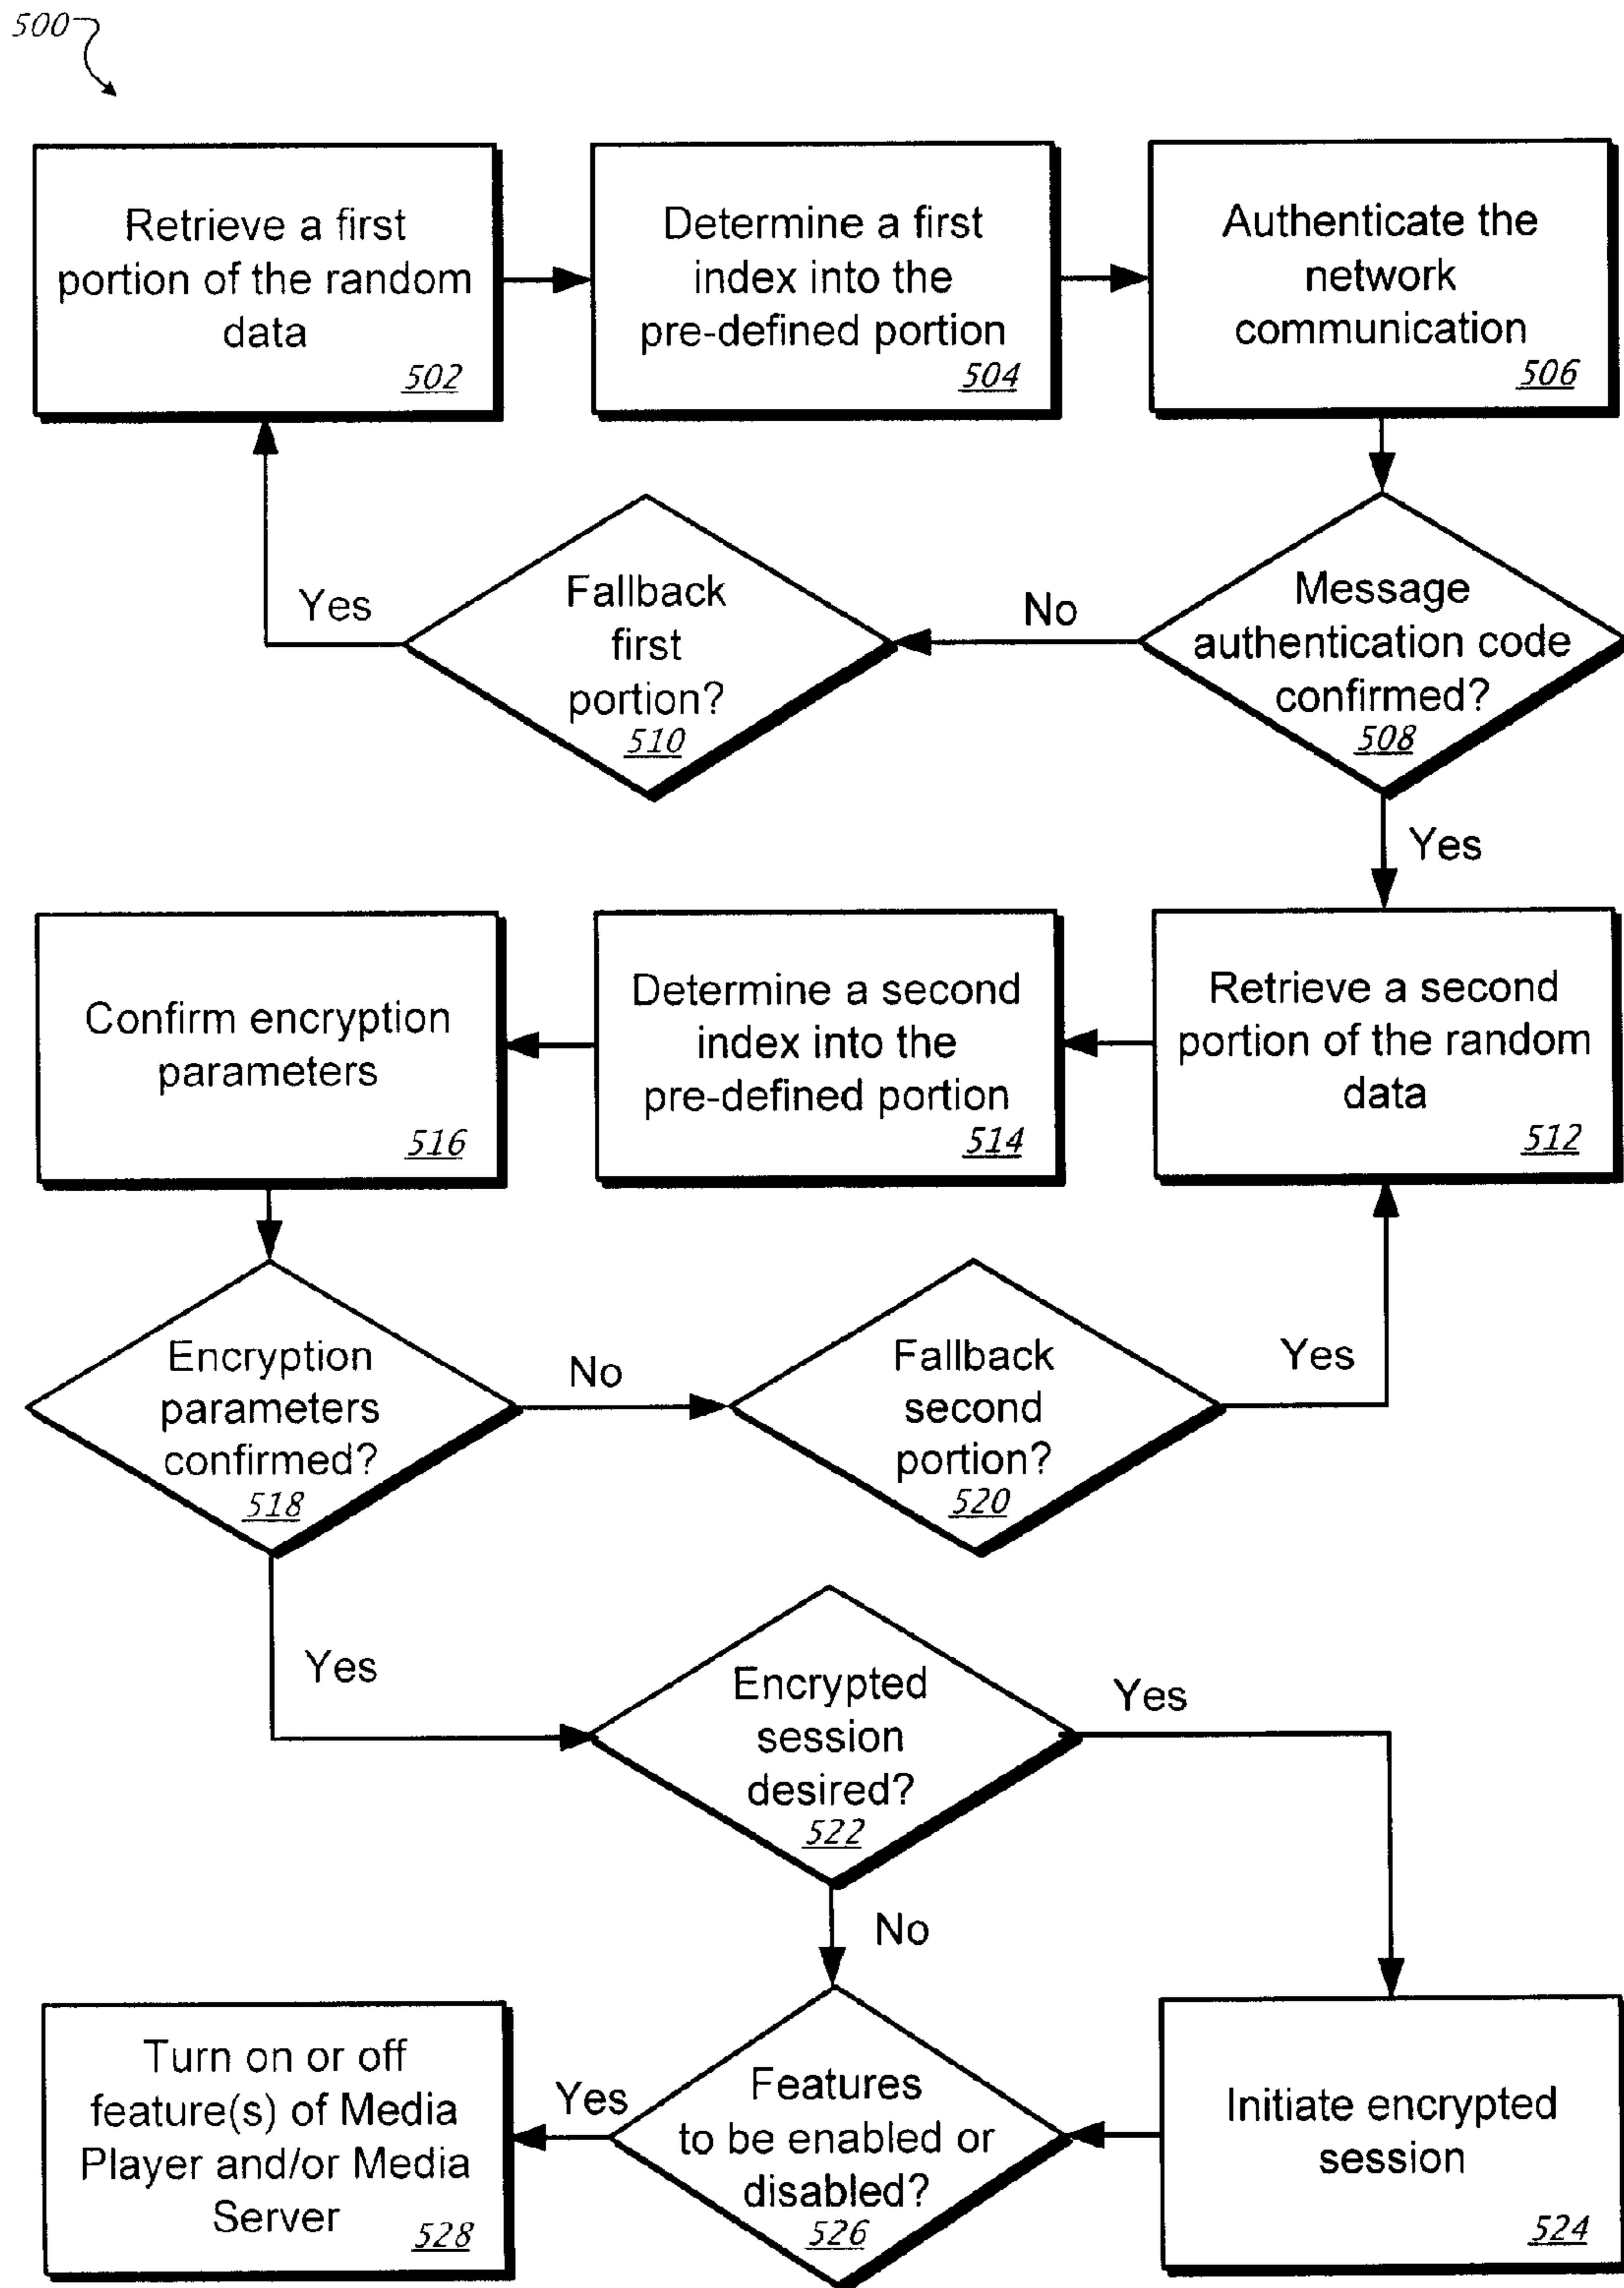 500
Retrieve a first
portion of the random
data
502
Determine a first
index into the
pre-defined portion
504
Authenticate the
network
communication
506
Yes
Fallback
first
portion?
510
No
Message
authentication code
confirmed?
508
Yes
Confirm encryption
parameters
516
Determine a second
index into the
pre-defined portion
514
Retrieve a second
portion of the random
data
512
Encryption
parameters
confirmed?
518
No
Fallback
second
portion?
520
Yes
Yes
Encrypted
session
desired?
522
Yes
No
Turn on or off
feature(s) of Media
Player and/or Media
Server
528
Yes
Features
to be enabled or
disabled?
526
Initiate encrypted
session
524